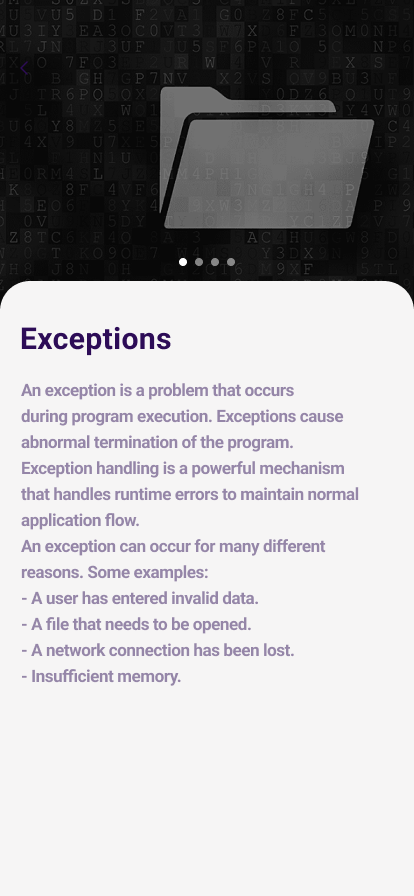 Exceptions
An exception is a problem that occurs
during program execution. Exceptions cause
abnormal termination of the program.
Exception handling is a powerful mechanism
that handles runtime errors to maintain normal
application flow.
An exception can occur for many different
reasons. Some examples:
- A user has entered invalid data.
- A file that needs to be opened.
- A network connection has been lost.
- Insufficient memory.